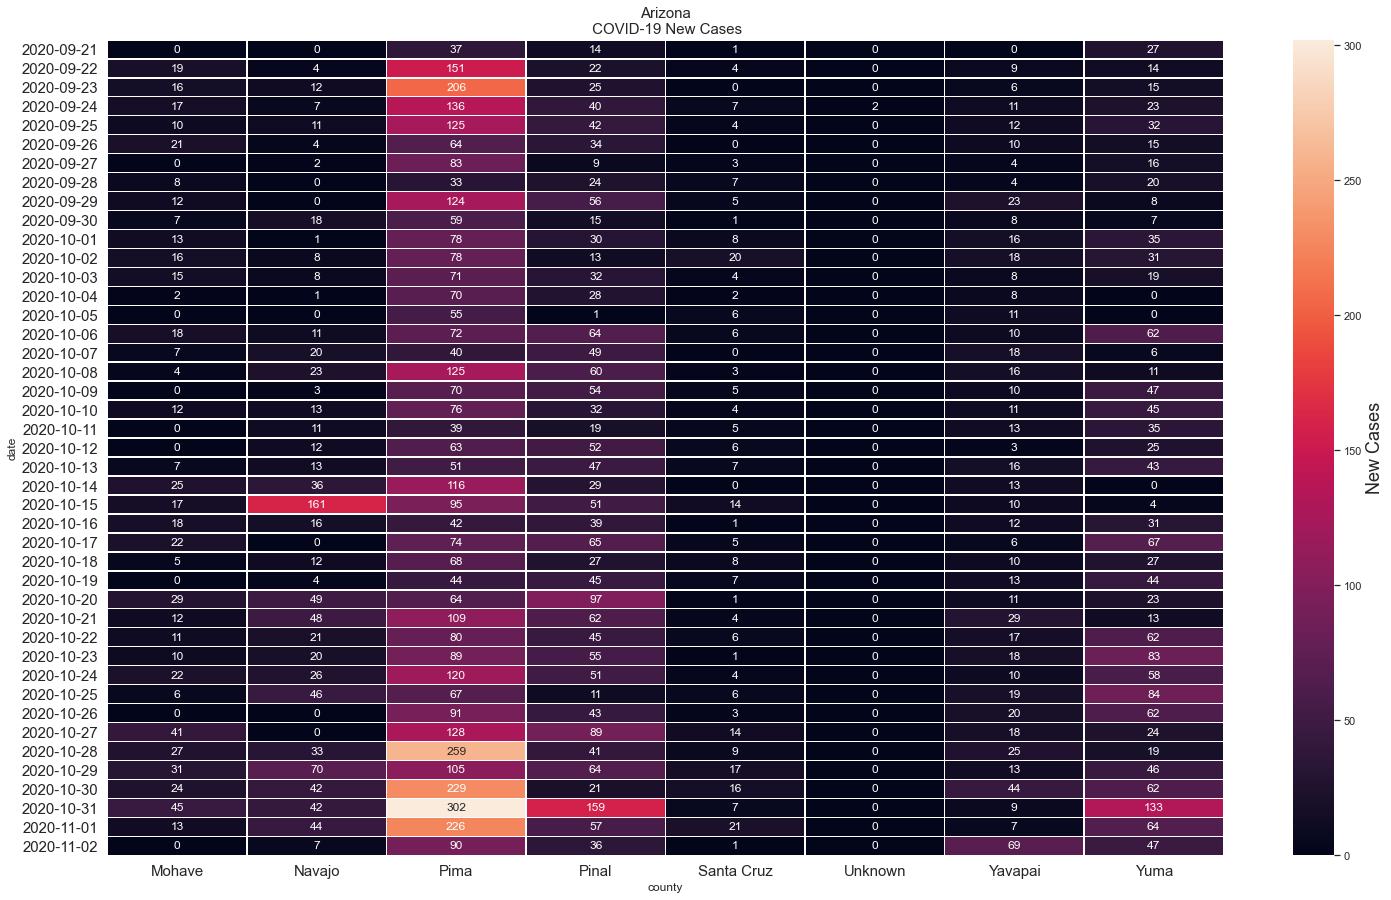 Arizona
COVID-19 New Cases
2020-09-21 0 0 37 14 1 0 0 27
2020-09-22 19 4 151 22 4 0 9 14
2020-09-23 16 12 206 25 0 0 6 15
2020-09-24 17 7 136 40 7 2 11 23
2020-09-25 10 11 125 42 4 0 12 32
2020-09-26 21 4 64 34 0 0 10 15
2020-09-27 0 2 83 9 3 0 4 16
2020-09-28 8 0 33 24 7 0 4 20
2020-09-29 12 0 124 56 5 0 23 8
2020-09-30 7 18 59 15 1 0 8 7
2020-10-01 13 1 78 30 8 0 16 35
2020-10-02 16 8 78 13 20 0 18 31
2020-10-03 15 8 71 32 4 0 8 19
2020-10-04 2 1 70 28 2 0 8 0
2020-10-05 0 0 55 1 6 0 11 0
2020-10-06 18 11 72 64 6 0 10 62
2020-10-07 7 20 40 49 0 0 18 6
2020-10-08 4 23 125 60 3 0 16 11
2020-10-09 0 3 70 54 5 0 10 47
2020-10-10 12 13 76 32 4 0 11 45
2020-10-11 0 11 39 19 5 0 13 35
2020-10-12 0 12 63 52 6 0 3 25
2020-10-13 7 13 51 47 7 0 16 43
2020-10-14 25 36 116 29 0 0 13 0
2020-10-15 17 161 95 51 14 0 10 4
2020-10-16 18 16 42 39 1 0 12 31
2020-10-17 22 0 74 65 5 0 6 67
2020-10-18 5 12 68 27 8 0 10 27
2020-10-19 0 4 44 45 7 0 13 44
2020-10-20 29 49 64 97 1 0 11 23
2020-10-21 12 48 109 62 4 0 29 13
2020-10-22 11 21 80 45 6 0 17 62
2020-10-23 10 20 89 55 1 0 18 83
2020-10-24 22 26 120 51 4 0 10 58
2020-10-25 6 46 67 11 6 0 19 84
2020-10-26 0 0 91 43 3 0 20 62
2020-10-27 41 0 128 89 14 0 18 24
2020-10-28 27 33 259 41 9 0 25 19
2020-10-29 31 70 105 64 17 0 13 46
2020-10-30 24 42 229 21 16 0 44 62
2020-10-31 45 42 302 159 7 0 9 133
2020-11-01 13 44 226 57 21 0 7 64
2020-11-02 0 7 90 36 1 0 69 47
Mohave Navajo Pima Pinal Santa Cruz Unknown Yavapai Yuma
county
date
300
250
200
150
100
50
0
New Cases